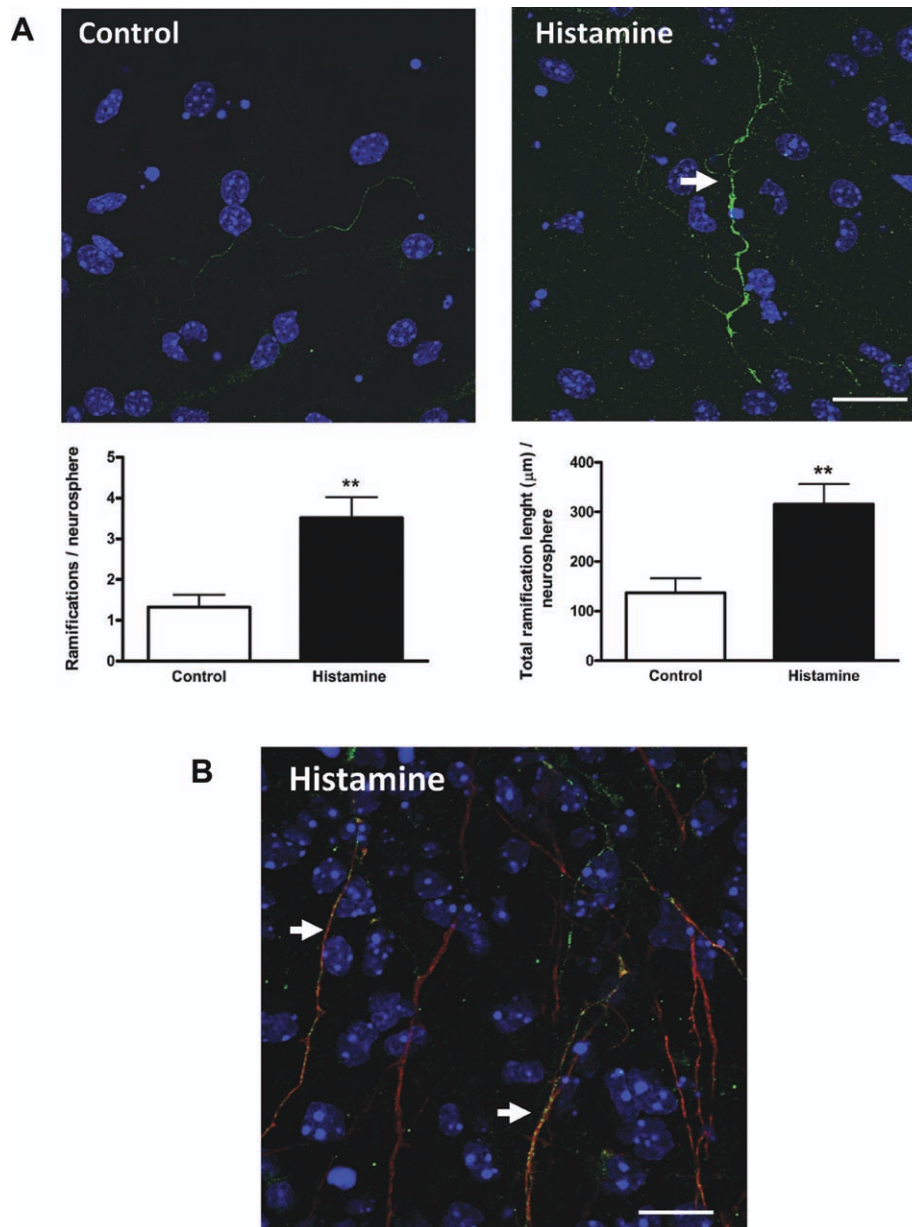 A
Control
Histamine
Ramifications / neurosphere
5
4
3
2
1
0
**
Control
Histamine
Total ramification lenght (μm) /
neurosphere
400
300
200
100
0
**
Control
Histamine
B
Histamine